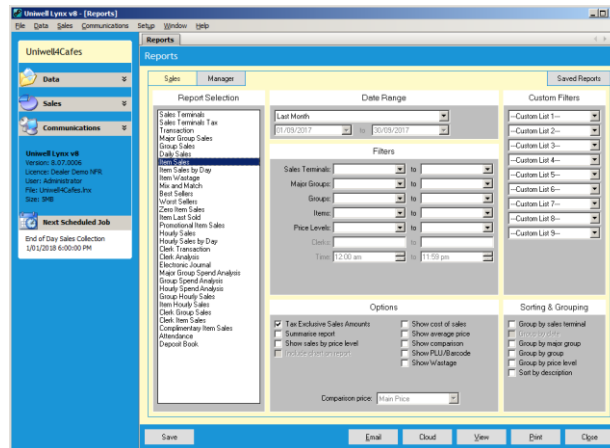 Uniwell Lynx v8 - [Reports]
File Data Sales Communications Setup Window Help
Uniwell4Cafes
Data
Sales
Communications
Uniwell Lynx v8
Version: 8.07.0006
Licence: Dealer Demo NFR
User: Administrator
File: Uniwell4Cafes.lnx
Size: 5MB
Next Scheduled Job
End of Day Sales Collection
1/01/2018 6:00:00 PM
Reports
Reports
Sales Manager Saved Reports
Report Selection
Sales Terminals
Sales Terminals Tax
Transaction
Major Group Sales
Group Sales
Daily Sales
Item Sales
Item Sales by Day
Item Wastage
Mix and Match
Best Sellers
Worst Sellers
Zero Item Sales
Item Last Sold
Promotional Item Sales
Hourly Sales
Hourly Sales by Day
Clerk Transaction
Clerk Analysis
Electronic Journal
Major Group Spend Analysis
Group Spend Analysis
Hourly Spend Analysis
Group Hourly Sales
Item Hourly Sales
Clerk Group Sales
Clerk Item Sales
Complimentary Item Sales
Attendance
Deposit Book
Date Range
Last Month
01/09/2017 to 30/09/2017
Filters
Sales Terminals: to
Major Groups: to
Groups: to
Items: to
Price Levels: to
Clerks: to
Time: 12:00 am to 11:59 pm
Custom Filters
--Custom List 1--
--Custom List 2--
--Custom List 3--
--Custom List 4--
--Custom List 5--
--Custom List 6--
--Custom List 7--
--Custom List 8--
--Custom List 9--
Options
Tax Exclusive Sales Amounts
Summarise report
Show sales by price level
Include chart on report
Show cost of sales
Show average price
Show comparison
Show PLU/Barcode
Show Wastage
Comparison price: Main Price
Sorting & Grouping
Group by sales terminal
Group by date
Group by major group
Group by group
Group by price level
Sort by description
Save Email Cloud View Print Close